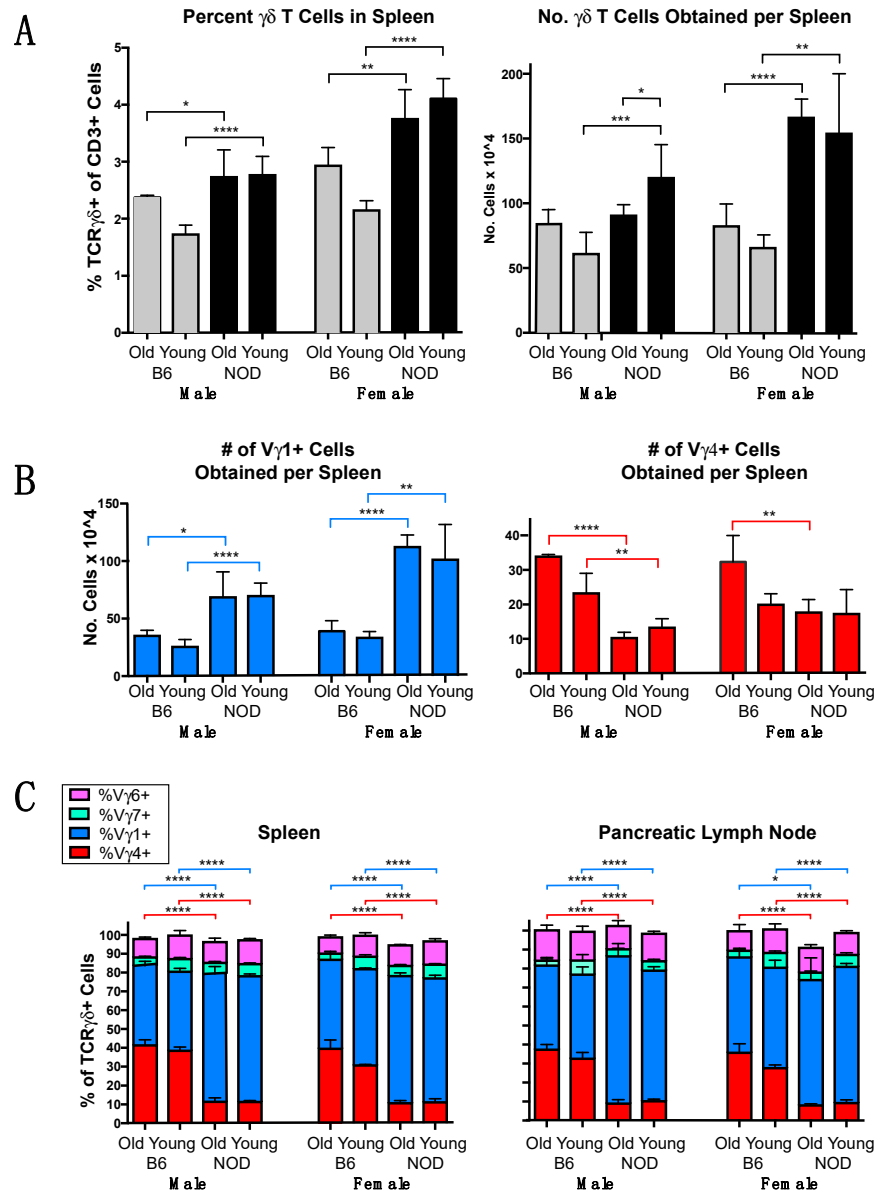 A
Percent γδ T Cells in Spleen
% TCRγδ+ of CD3+ Cells
5
4
3
2
1
0
* **** ** ****
Old Young Old Young Old Young Old Young
B6 NOD B6 NOD
Male Female
No. γδ T Cells Obtained per Spleen
No. Cells x 10^4
200
150
100
50
0
*** * **** **
Old Young Old Young Old Young Old Young
B6 NOD B6 NOD
Male Female
B
# of Vγ1+ Cells
Obtained per Spleen
No. Cells x 10^4
150
100
50
0
* **** **** **
Old Young Old Young Old Young Old Young
B6 NOD B6 NOD
Male Female
# of Vγ4+ Cells
Obtained per Spleen
40
30
20
10
0
**** ** **
Old Young Old Young Old Young Old Young
B6 NOD B6 NOD
Male Female
C
%Vγ6+
%Vγ7+
%Vγ1+
%Vγ4+
Spleen
% of TCRγδ+ Cells
100
90
80
70
60
50
40
30
20
10
0
**** ****
**** ****
**** ****
**** ****
Old Young Old Young Old Young Old Young
B6 NOD B6 NOD
Male Female
Pancreatic Lymph Node
**** ****
**** *
**** ****
**** ****
Old Young Old Young Old Young Old Young
B6 NOD B6 NOD
Male Female